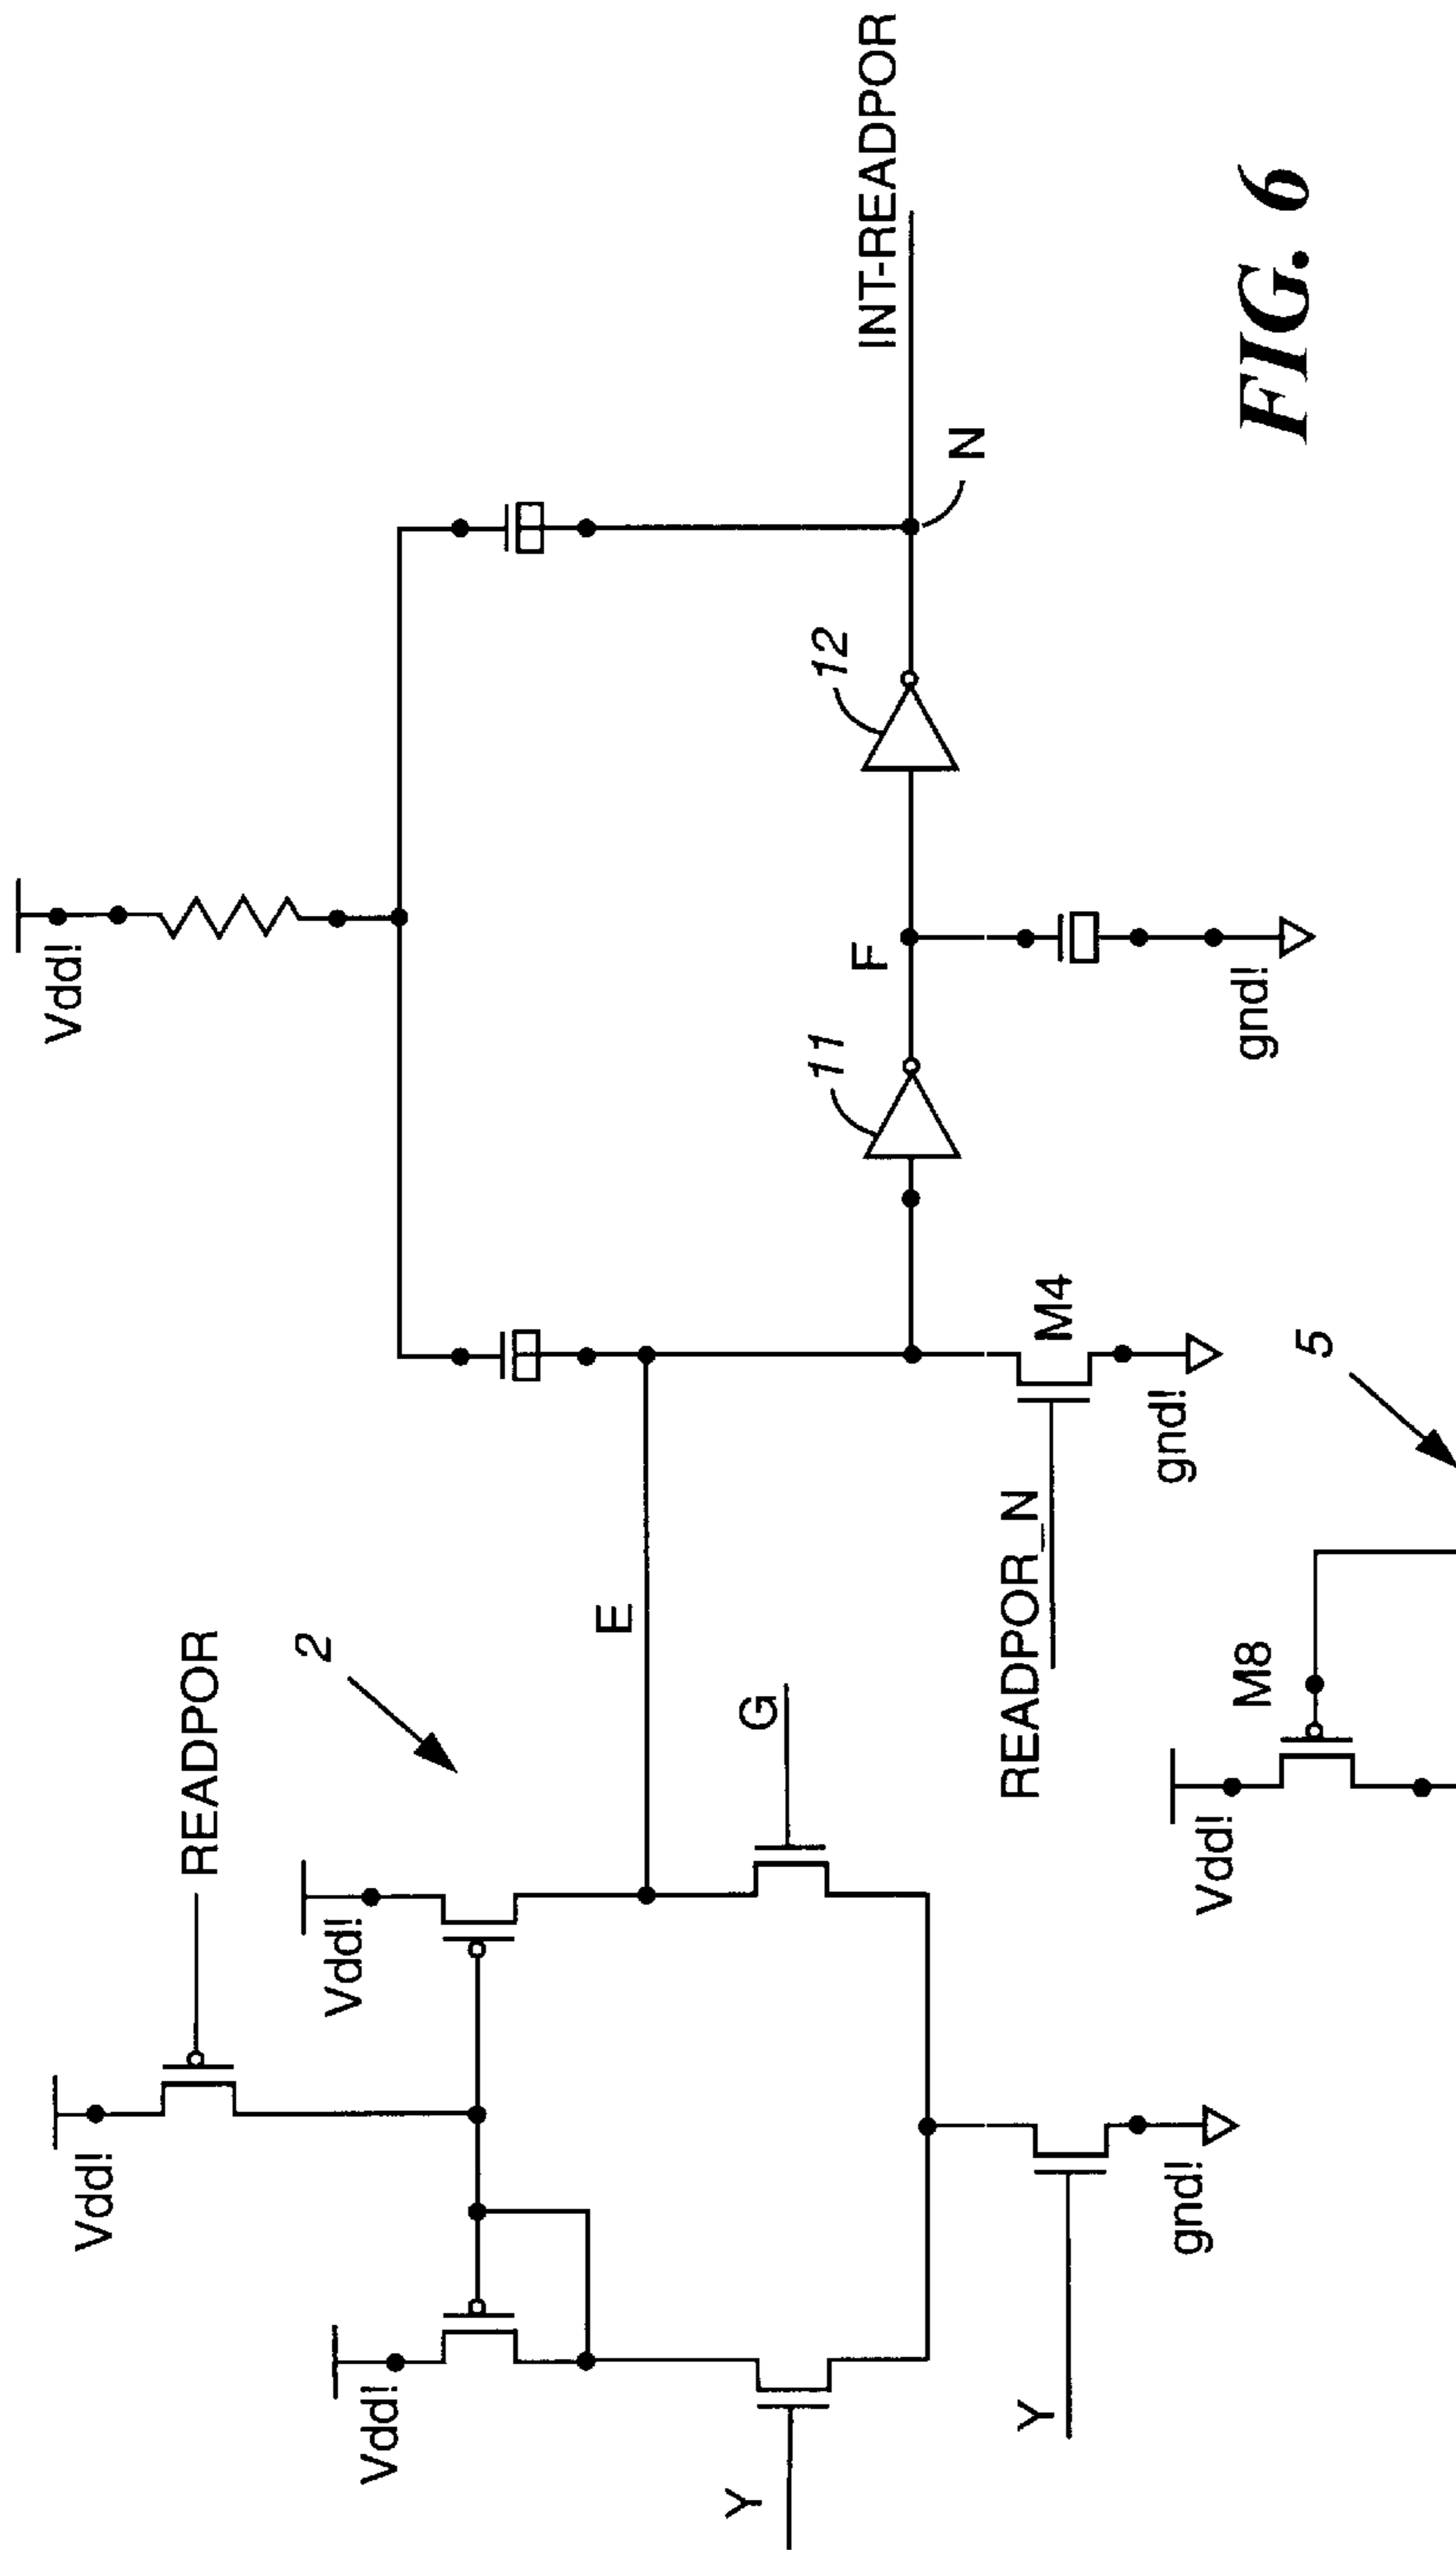 Vdd!
READPOR
Vdd!
2
Vdd!
Vdd!
E
G
Y
Y
gnd!
READPOR_N
M4
gnd!
Vdd!
11
F
12
gnd!
N
INT-READPOR
Vdd!
M8
5
FIG. 6